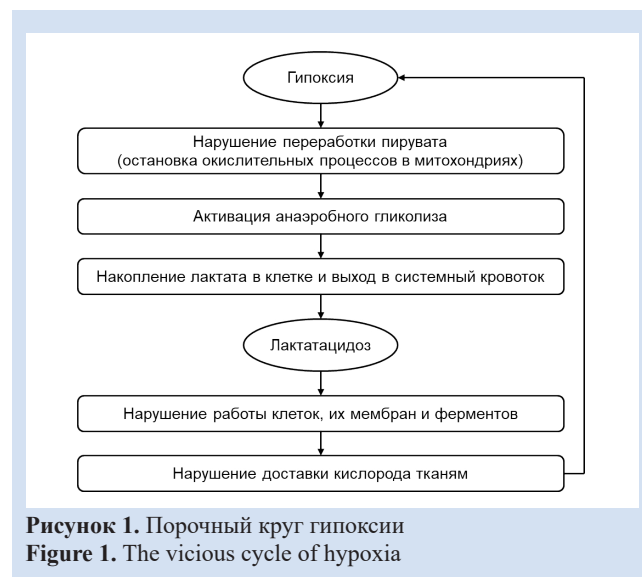 Гипоксия
Нарушение переработки пирувата
(остановка окислительных процессов в митохондриях)
Активация анаэробного гликолиза
Накопление лактата в клетке и выход в системный кровоток
Лактатацидоз
Нарушение работы клеток, их мембран и ферментов
Нарушение доставки кислорода тканям
Рисунок 1. Порочный круг гипоксии
Figure 1. The vicious cycle of hypoxia